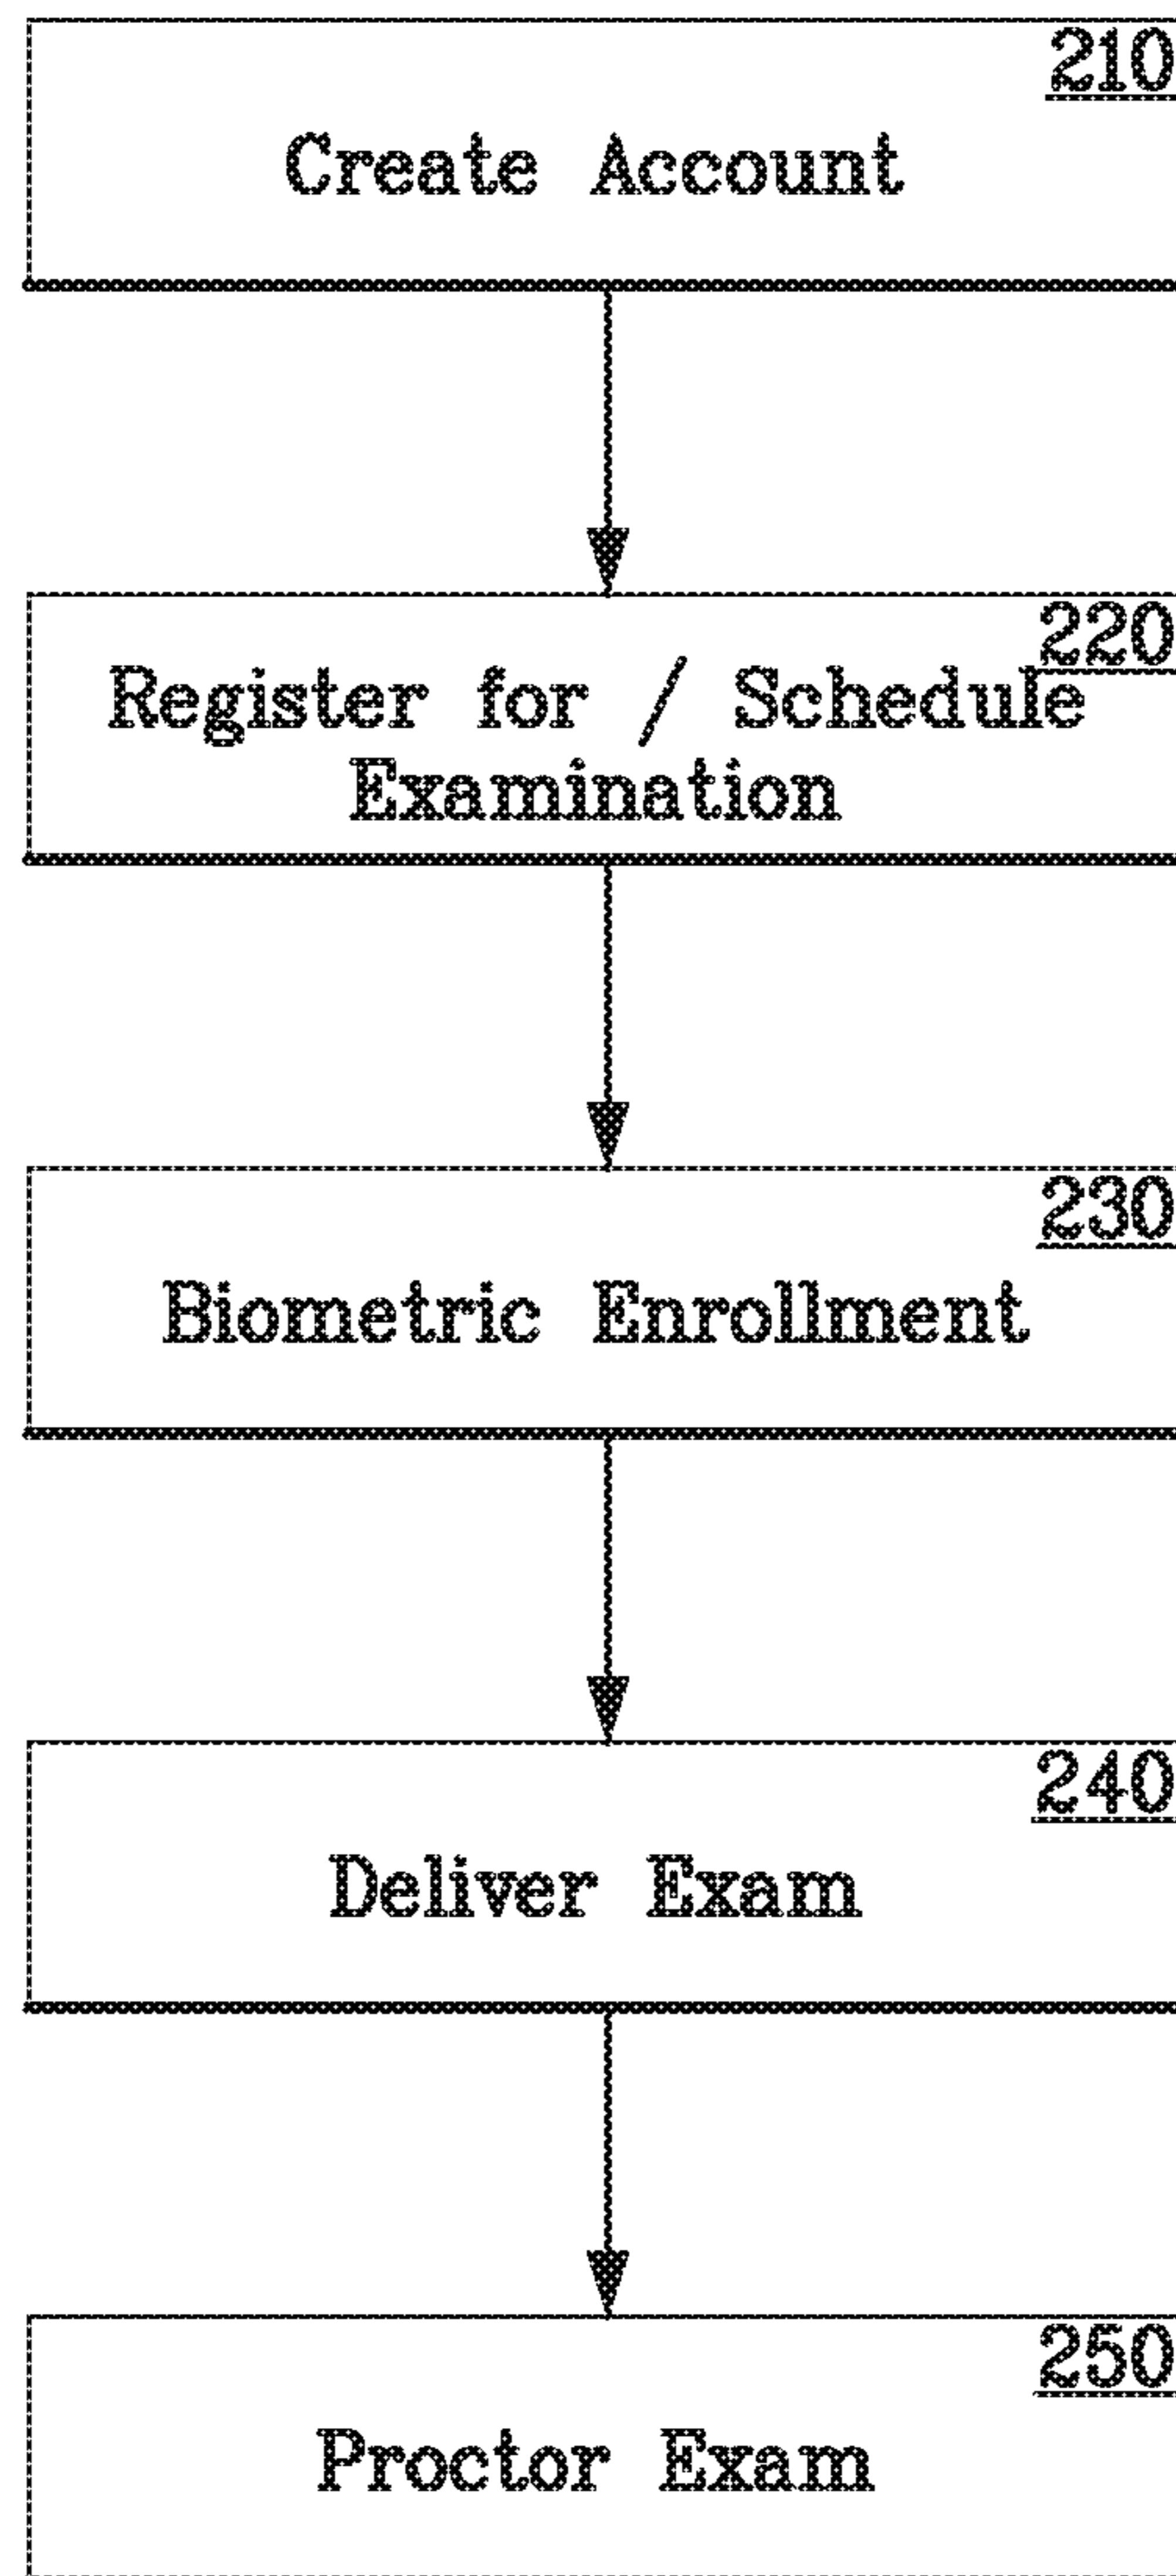 210
Create Account
220
Register for / Schedule
Examination
230
Biometric Enrollment
240
Deliver Exam
250
Proctor Exam